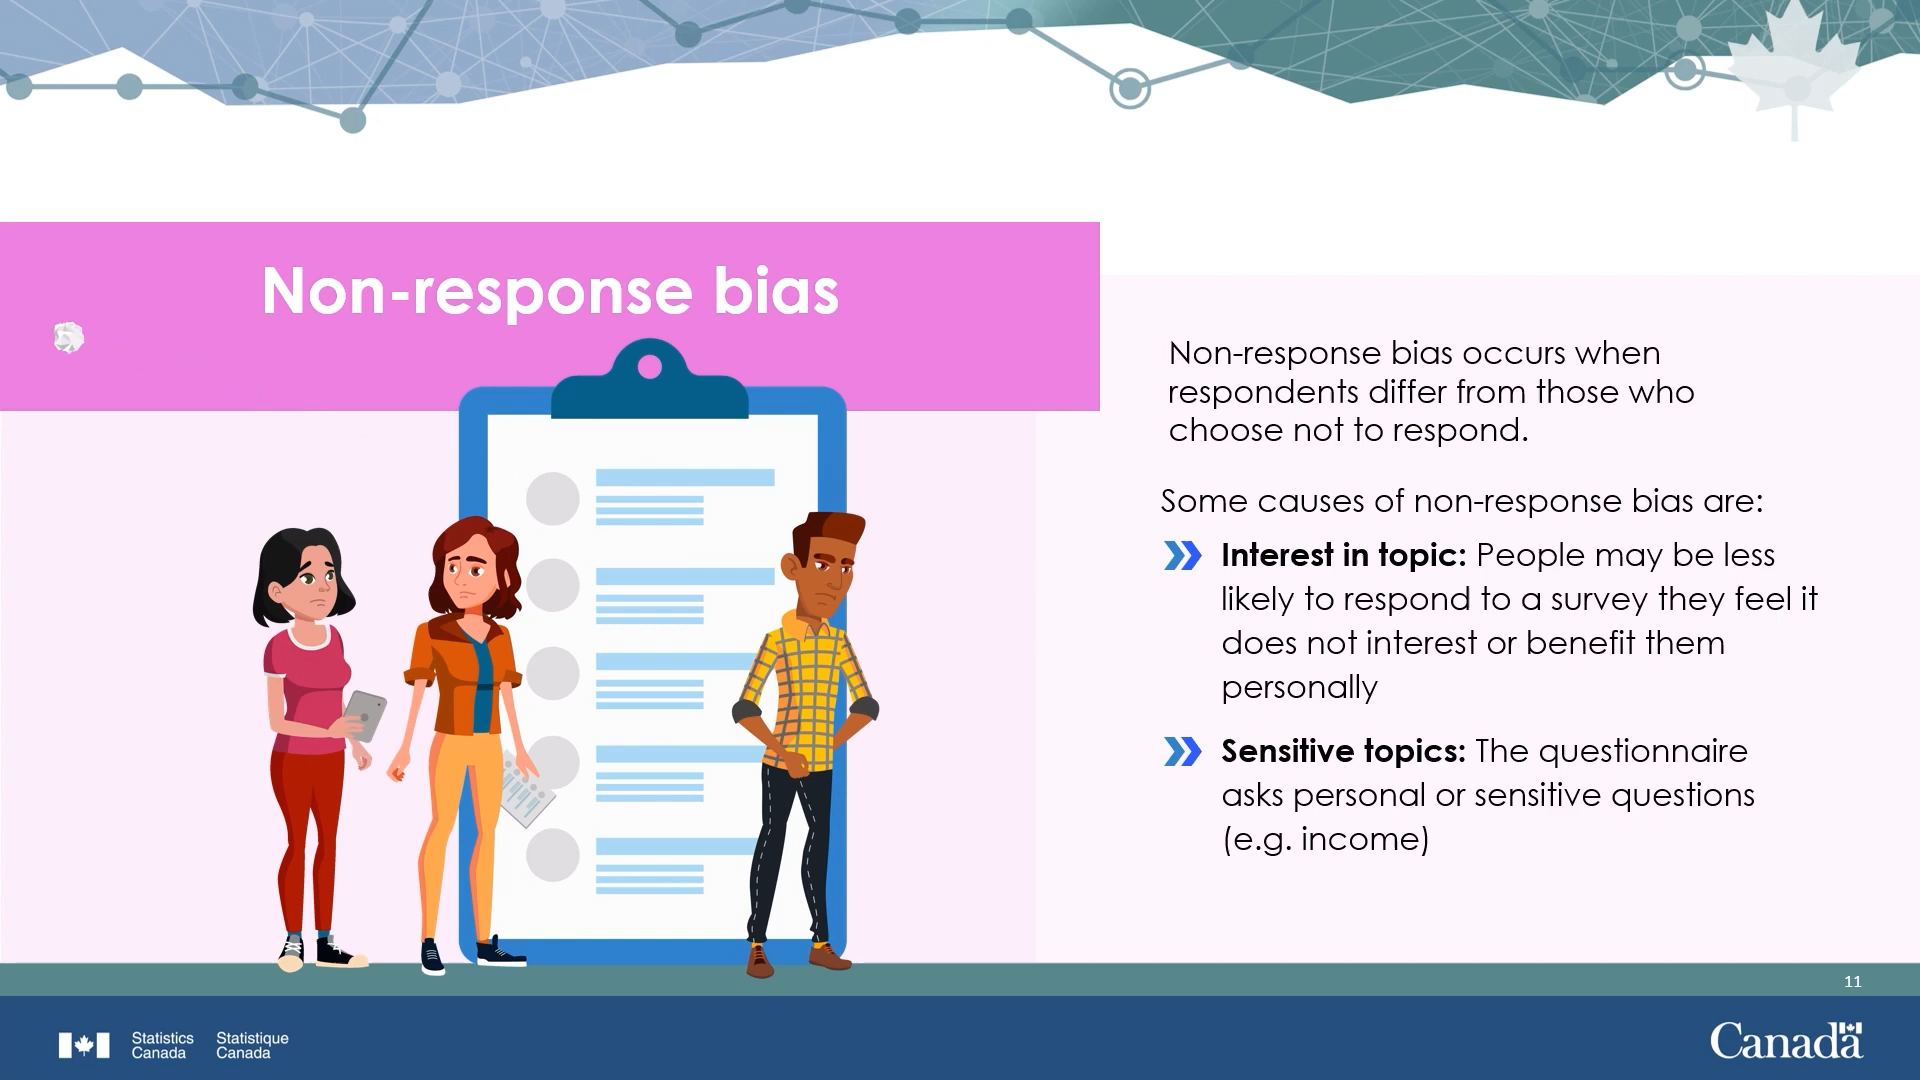 Non-response bias
Non-response bias occurs when
respondents differ from those who
choose not to respond.
Some causes of non-response bias are:
Interest in topic: People may be less
likely to respond to a survey they feel it
does not interest or benefit them
personally
Sensitive topics: The questionnaire
asks personal or sensitive questions
(e.g. income)
11
Statistics
Canada
Statistique
Canada
Canada